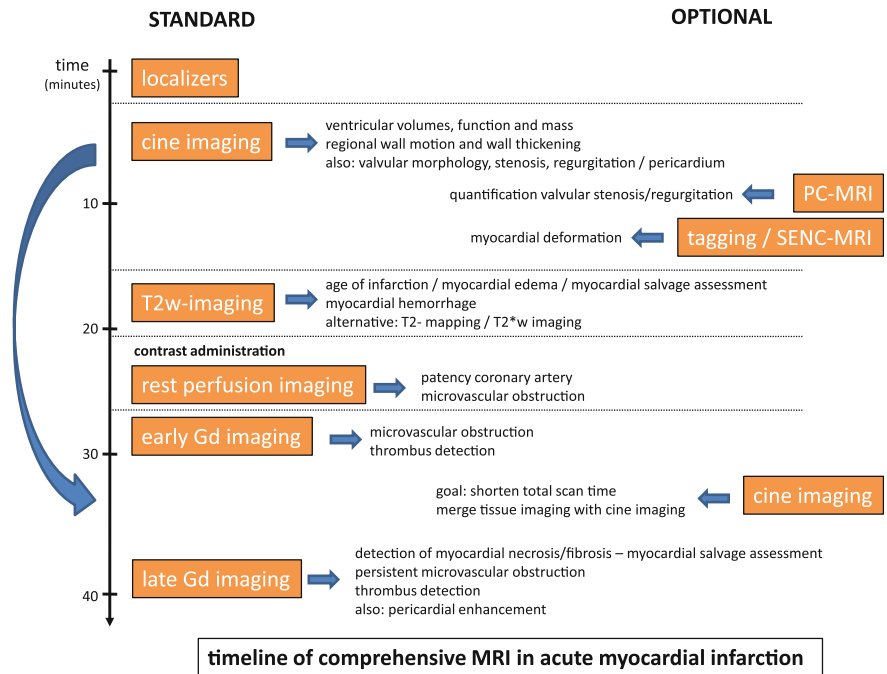 STANDARD
OPTIONAL
time
(minutes)
localizers
cine imaging
ventricular volumes, function and mass
regional wall motion and wall thickening
also: valvular morphology, stenosis, regurgitation / pericardium
10
quantification valvular stenosis/regurgitation
PC-MRI
myocardial deformation
tagging / SENC-MRI
T2w-imaging
age of infarction / myocardial edema / myocardial salvage assessment
myocardial hemorrhage
alternative: T2- mapping / T2*w imaging
20
contrast administration
rest perfusion imaging
patency coronary artery
microvascular obstruction
early Gd imaging
microvascular obstruction
thrombus detection
30
goal: shorten total scan time
merge tissue imaging with cine imaging
cine imaging
late Gd imaging
detection of myocardial necrosis/fibrosis – myocardial salvage assessment
persistent microvascular obstruction
thrombus detection
also: pericardial enhancement
40
timeline of comprehensive MRI in acute myocardial infarction